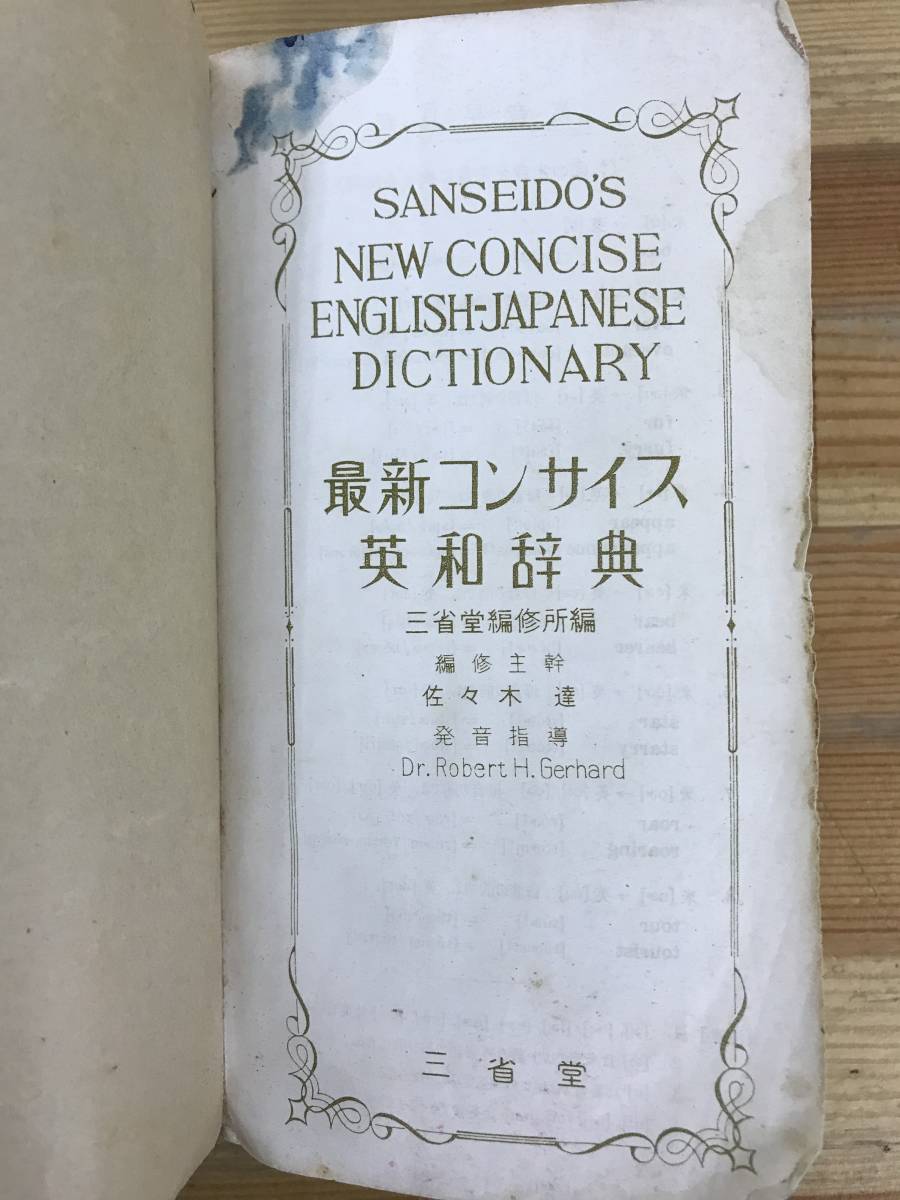 SANSEIDO'S
NEW CONCISE
ENGLISH-JAPANESE
DICTIONARY
最新コンサイス
英和辞典
三省堂編修所編
編修主幹
佐々木達
発音指導
Dr. Robert H. Gerhard
三省堂